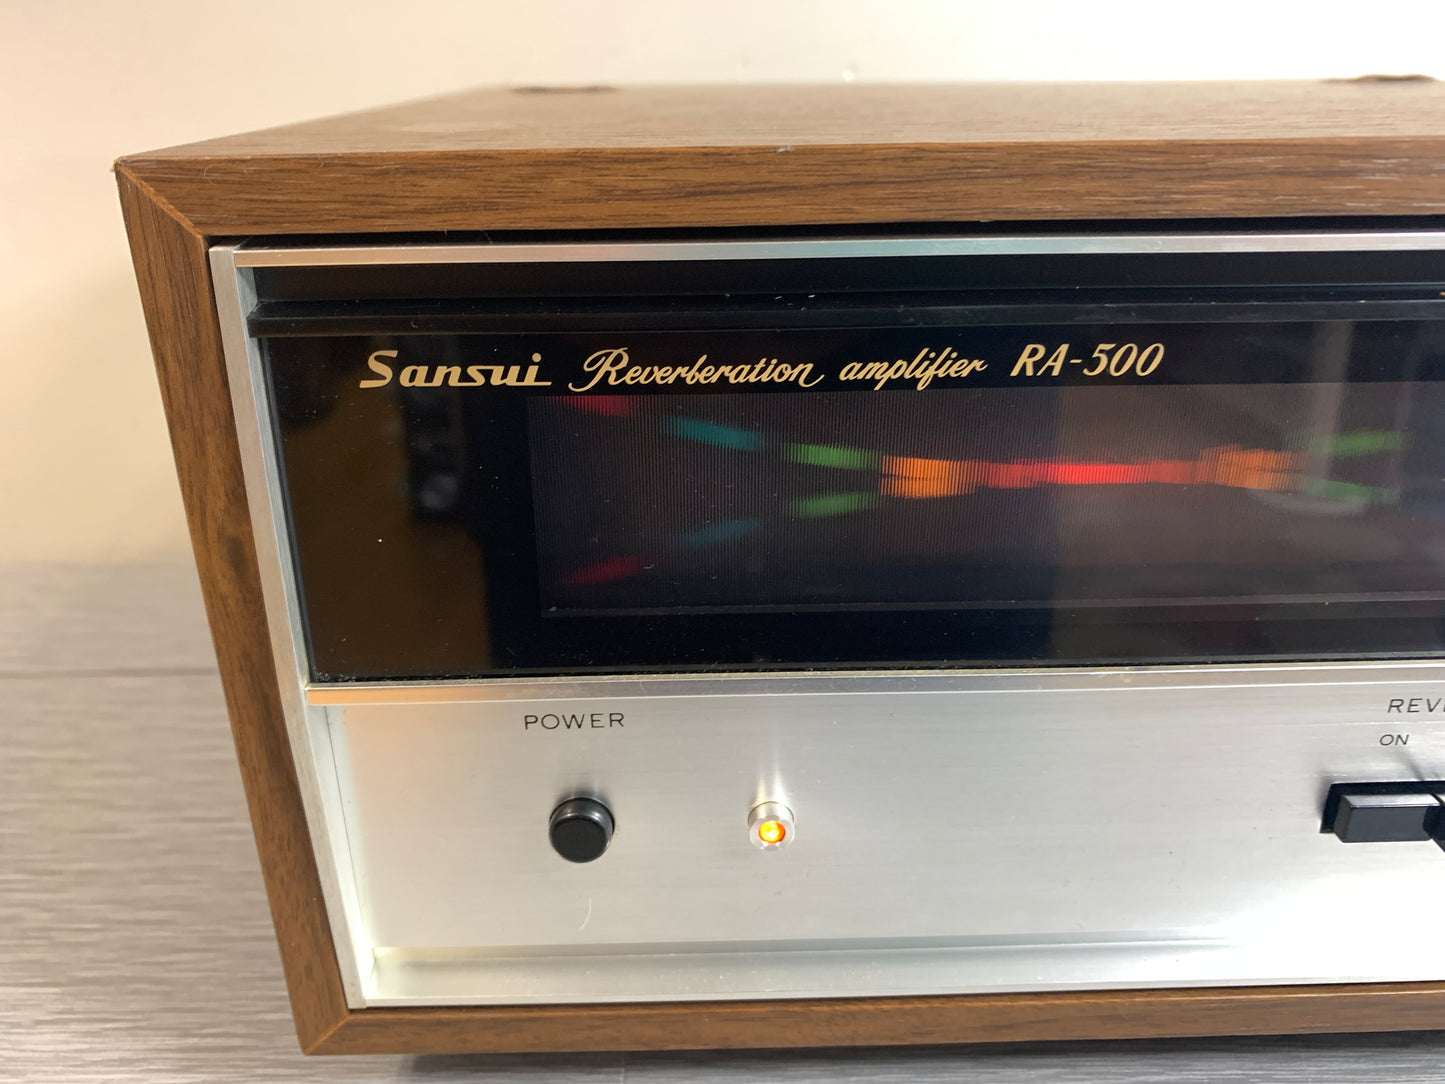 Sansui Reverberation amplifier RA-500
POWER
ON